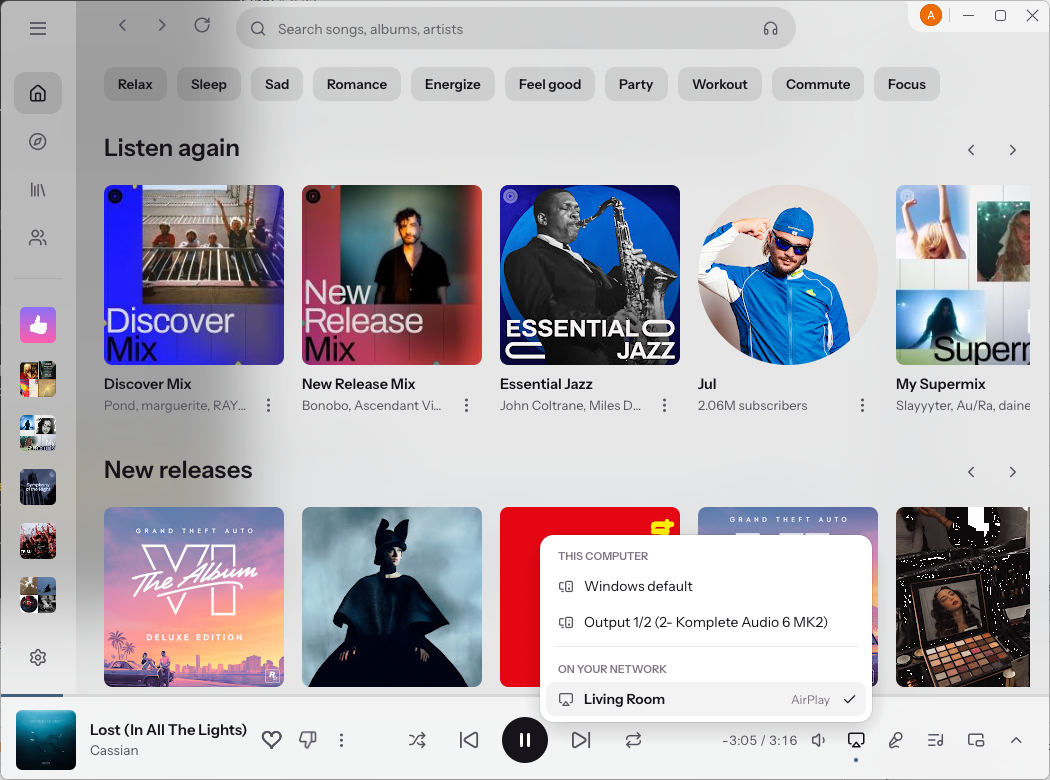 Search songs, albums, artists
A
Relax
Sleep
Sad
Romance
Energize
Feel good
Party
Workout
Commute
Focus
Listen again
Discover
Mix
New
Release
Mix
ESSENTIAL
JAZZ
Discover Mix
Pond, marguerite, RAY...
New Release Mix
Bonobo, Ascendant Vi...
Essential Jazz
John Coltrane, Miles D...
Jul
2.06M subscribers
My Supermix
Slayyyter, Au/Ra, daine
New releases
GRAND THEFT AUTO
VI
The Album
DELUXE EDITION
GRAND THEFT AUTO
THIS COMPUTER
Windows default
Output 1/2 (2- Komplete Audio 6 MK2)
ON YOUR NETWORK
Living Room
AirPlay
Lost (In All The Lights)
Cassian
-3:05 / 3:16